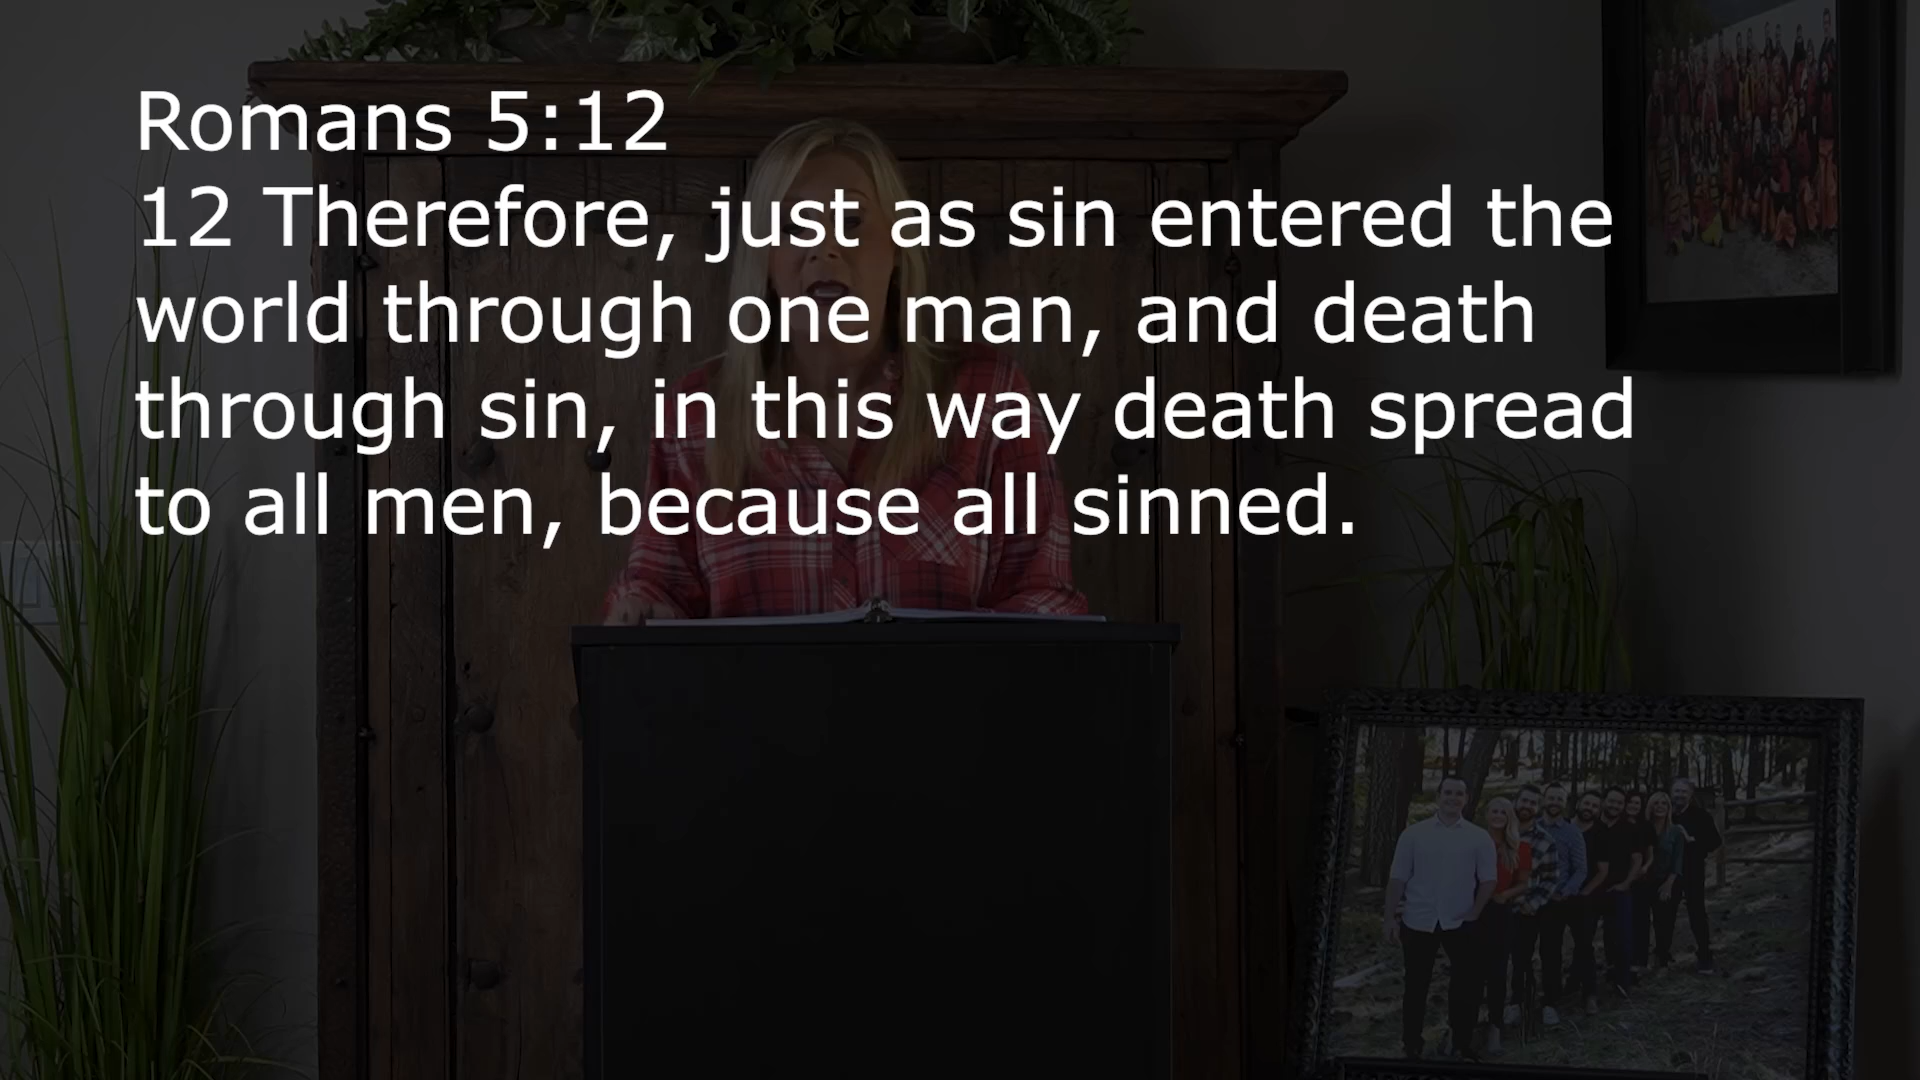 Romans 5:12
12 Therefore, just as sin entered the
world through one man, and death
through sin, in this way death spread
to all men, because all sinned.